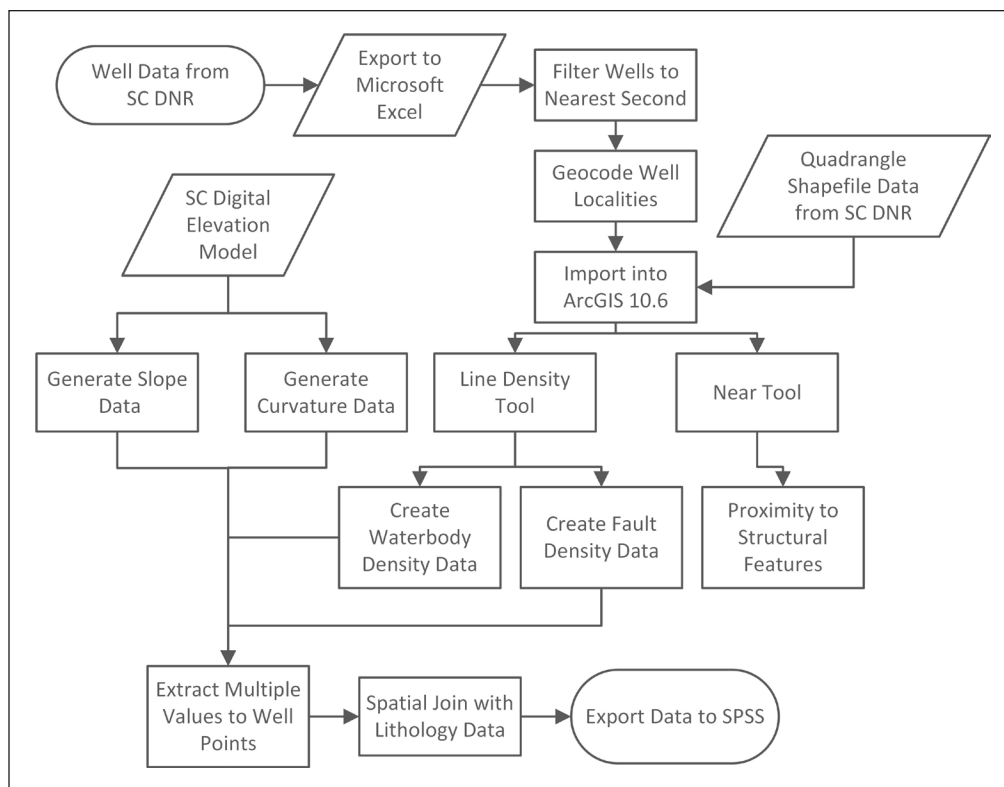 Well Data from
SC DNR
Export to
Microsoft
Excel
Filter Wells to
Nearest Second
Geocode Well
Localities
Quadrangle
Shapefile Data
from SC DNR
SC Digital
Elevation
Model
Import into
ArcGIS 10.6
Generate Slope
Data
Generate
Curvature Data
Line Density
Tool
Near Tool
Create
Waterbody
Density Data
Create Fault
Density Data
Proximity to
Structural
Features
Extract Multiple
Values to Well
Points
Spatial Join with
Lithology Data
Export Data to SPSS